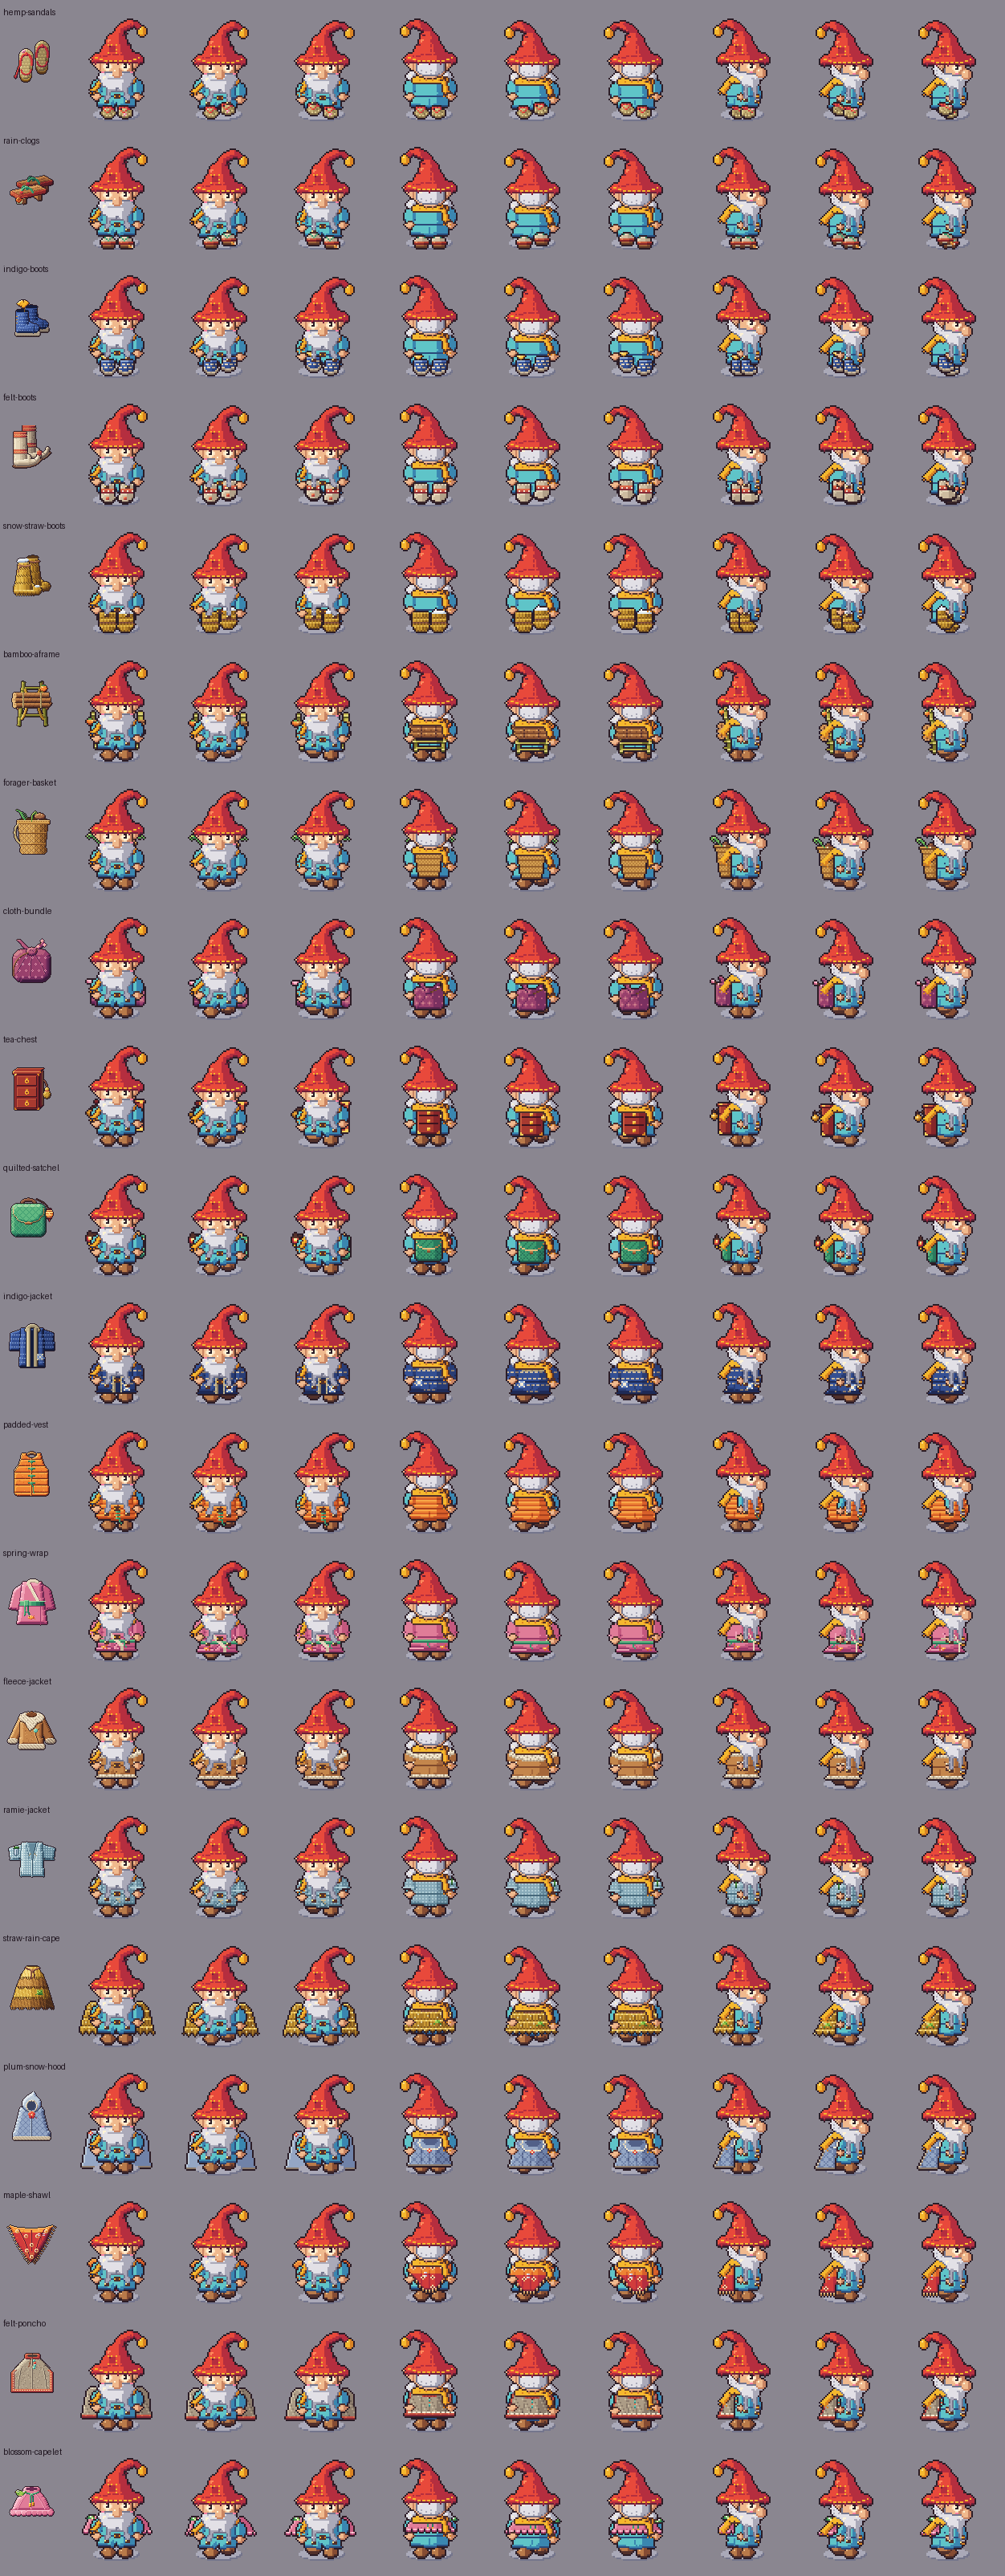 hemp-sandals
rain-clogs
indigo-boots
felt-boots
snow-straw-boots
bamboo-aframe
forager-basket
cloth-bundle
tea-chest
quilted-satchel
indigo-jacket
padded-vest
spring-wrap
fleece-jacket
ramie-jacket
straw-rain-cape
plum-snow-hood
maple-shawl
felt-poncho
blossom-capelet